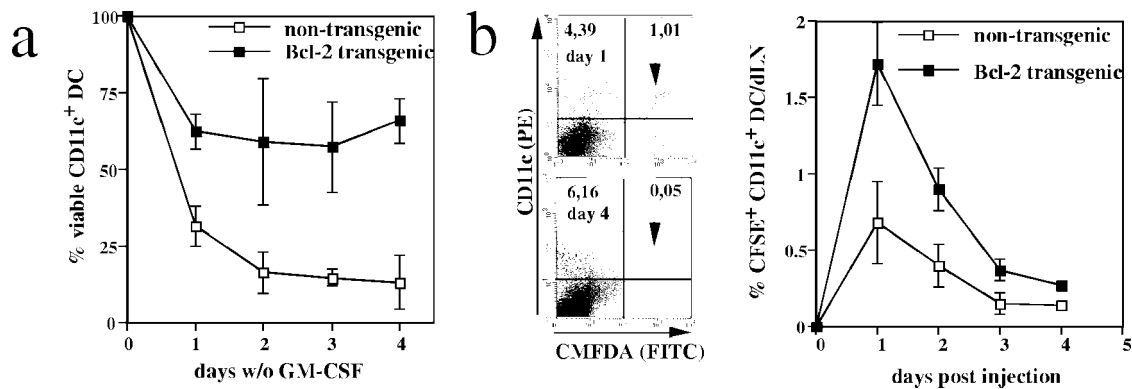 a
non-transgenic
Bcl-2 transgenic
% viable CD11c+ DC
100
75
50
25
0
0 1 2 3 4
days w/o GM-CSF
b
4,39 1,01
day 1
6,16 0,05
day 4
CD11c (PE)
CMFDA (FITC)
non-transgenic
Bcl-2 transgenic
% CFSE+ CD11c+ DC/dLN
2
1.5
1
0.5
0
0 1 2 3 4 5
days post injection